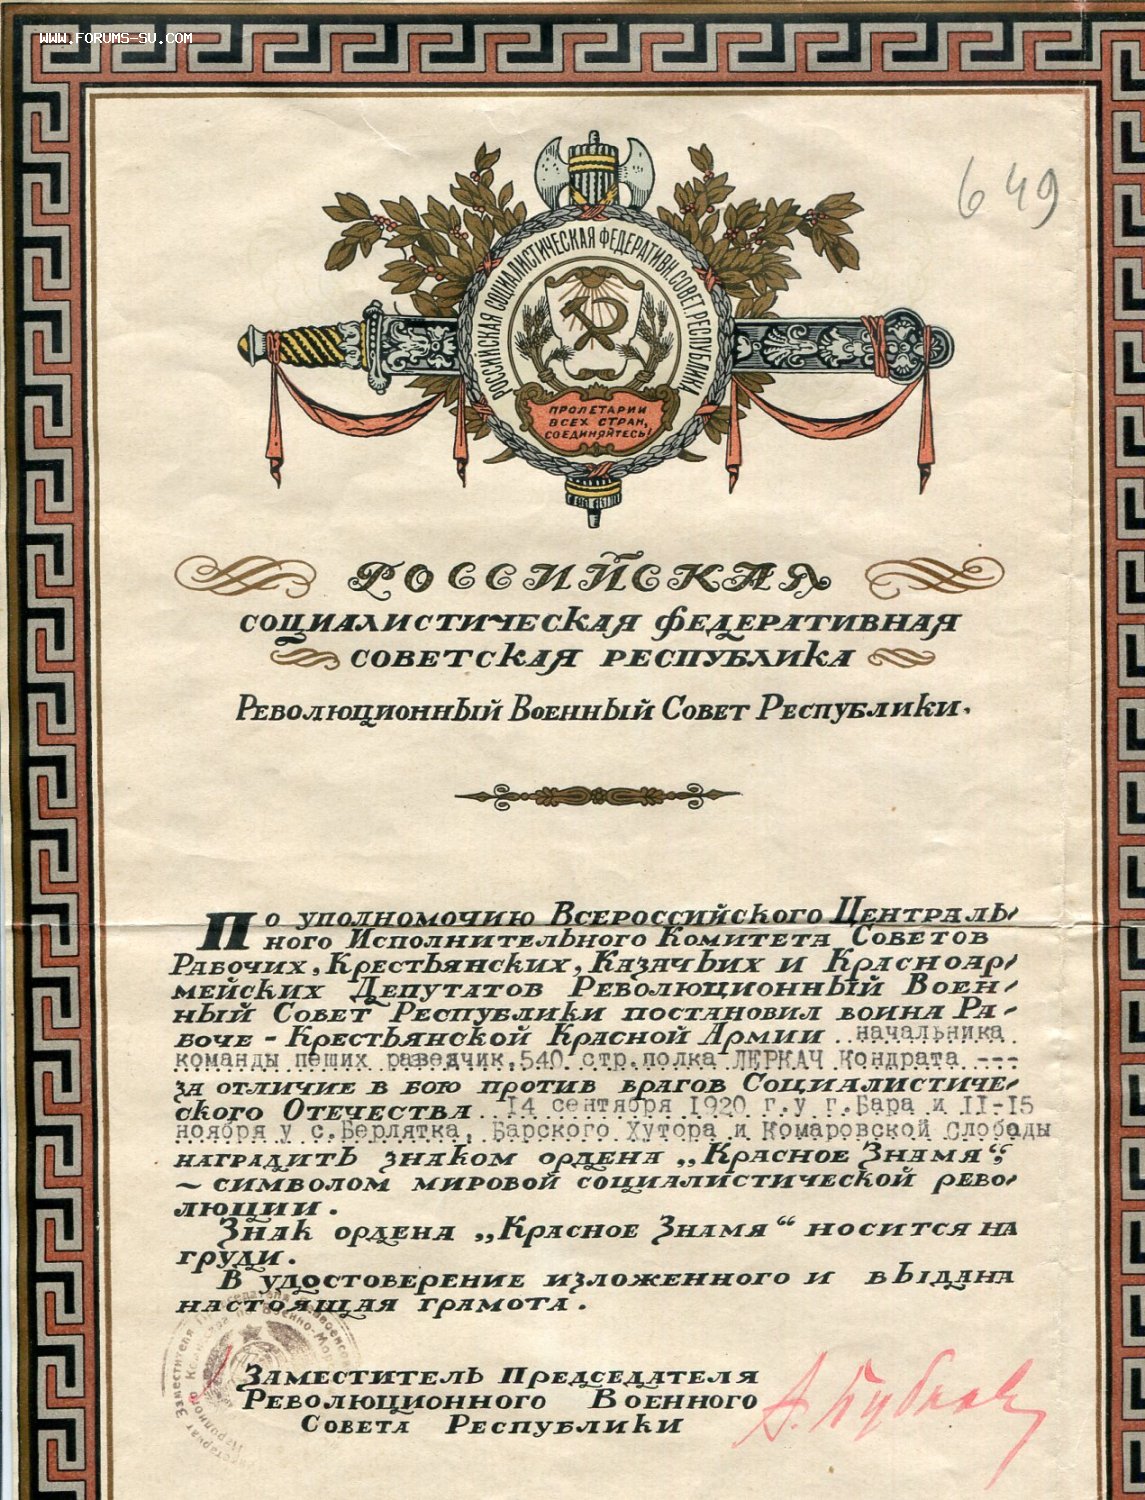 WWW.FORUMS-SU.COM
649
РОССИЙСКАЯ СОЦИАЛИСТИЧЕСКАЯ ФЕДЕРАТИВН. СОВЕТ. РЕСПУБЛИКА
ПРОЛЕТАРИИ
ВСЕХ СТРАН,
СОЕДИНЯЙТЕСЬ!
РОССИЙСКАЯ
СОЦИАЛИСТИЧЕСКАЯ ФЕДЕРАТИВНАЯ
СОВЕТСКАЯ РЕСПУБЛИКА
РЕВОЛЮЦИОННЫЙ ВОЕННЫЙ СОВЕТ РЕСПУБЛИКИ.
По уполномочию Всероссийского Централь-
ного Исполнительного Комитета Советов
Рабочих, Крестьянских, Казачьих и Красноар-
мейских Депутатов Революционный Воен-
ный Совет Республики постановил воина Ра-
боче-Крестьянской Красной Армии начальника
команды пеших разведчик. 540 стр. полка ЛЕРКАЧ Кондрата ---
за отличие в бою против врагов Социалистиче-
ского Отечества 14 сентября 1920 г. у г. Бара и 11-15
ноября у с. Берлятка, Барского Хутора и Комаровской Слободы
наградить знаком ордена „Красное Знамя“,
- символом мировой социалистической рево-
люции.
Знак ордена „Красное Знамя“ носится на
груди.
В удостоверение изложенного и выдана
настоящая грамота.
Заместитель Председателя
Революционного Военного
Совета Республики
А. Бубнов